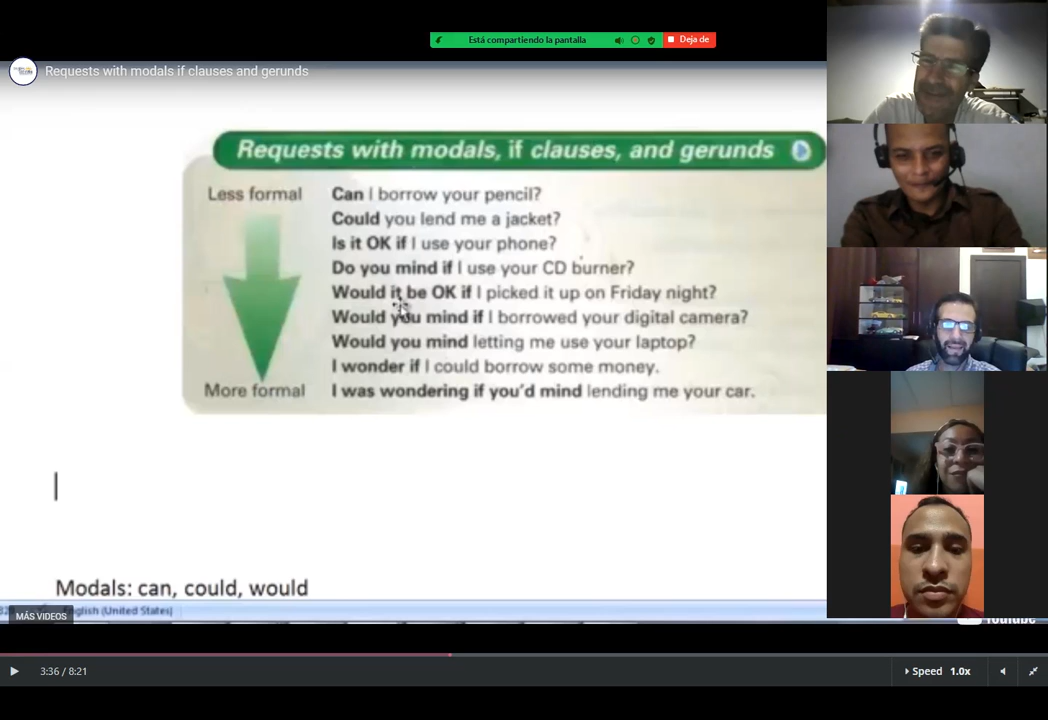 Está compartiendo la pantalla
Deja de
Requests with modals if clauses and gerunds
Requests with modals, if clauses, and gerunds
Less formal
Can I borrow your pencil?
Could you lend me a jacket?
Is it OK if I use your phone?
Do you mind if I use your CD burner?
Would it be OK if I picked it up on Friday night?
Would you mind if I borrowed your digital camera?
Would you mind letting me use your laptop?
I wonder if I could borrow some money.
More formal
I was wondering if you'd mind lending me your car.
Modals: can, could, would
English (United States)
MÁS VIDEOS
YouTube
3:36 / 8:21
Speed 1.0x